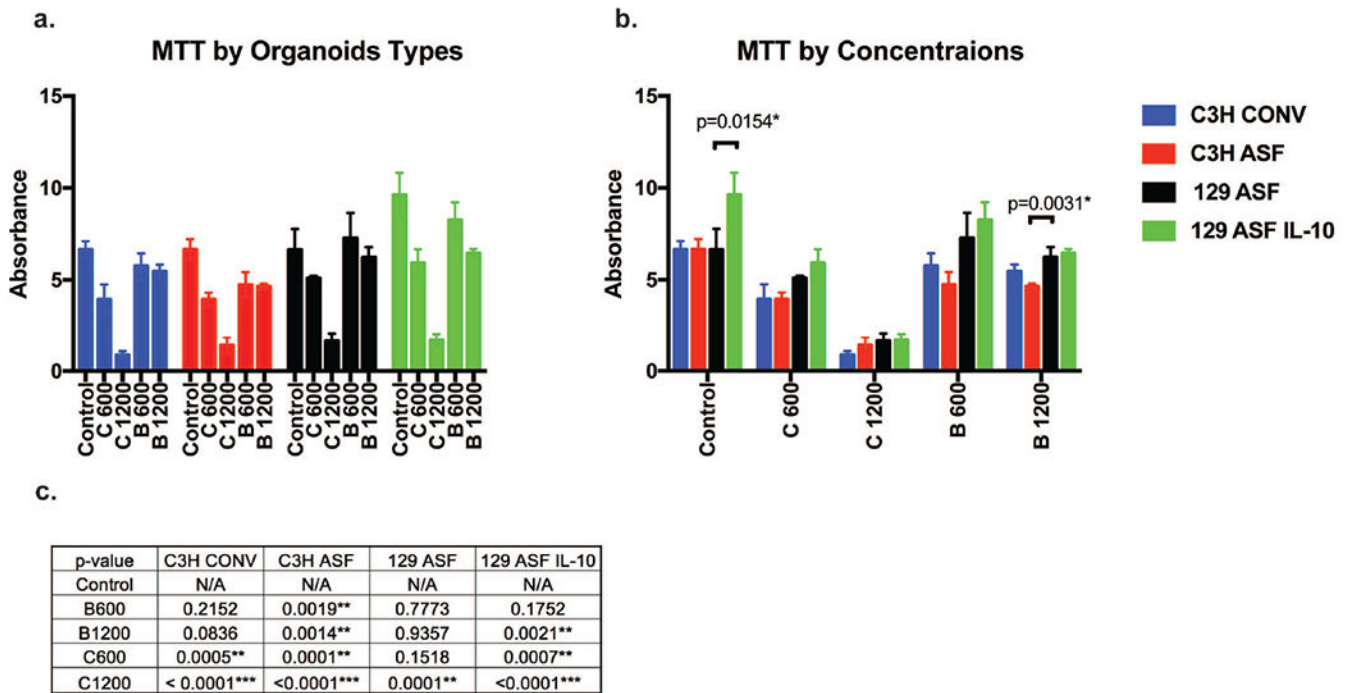 a.
MTT by Organoids Types
15
10
5
0
Absorbance
Control
C 600
C 1200
B 600
B 1200
Control
C 600
C 1200
B 600
B 1200
Control
C 600
C 1200
B 600
B 1200
Control
C 600
C 1200
B 600
B 1200
b.
MTT by Concentraions
15
10
5
0
Absorbance
p=0.0154*
p=0.0031*
Control
C 600
C 1200
B 600
B 1200
C3H CONV
C3H ASF
129 ASF
129 ASF IL-10
c.
p-value C3H CONV C3H ASF 129 ASF 129 ASF IL-10
Control N/A N/A N/A N/A
B600 0.2152 0.0019** 0.7773 0.1752
B1200 0.0836 0.0014** 0.9357 0.0021**
C600 0.0005** 0.0001** 0.1518 0.0007**
C1200 < 0.0001*** <0.0001*** 0.0001** <0.0001***